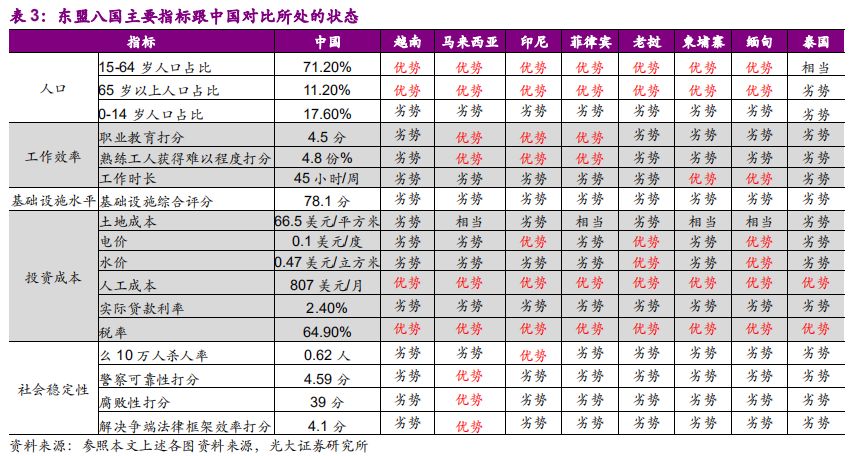 表 3：东盟八国主要指标跟中国对比所处的状态
指标 中国 越南 马来西亚 印尼 菲律宾 老挝 柬埔寨 缅甸 泰国
人口 15-64 岁人口占比 71.20% 优势 优势 优势 优势 优势 优势 优势 相当
65 岁以上人口占比 11.20% 优势 优势 优势 优势 优势 优势 优势 劣势
0-14 岁人口占比 17.60% 劣势 劣势 劣势 劣势 劣势 劣势 劣势 劣势
工作效率 职业教育打分 4.5 分 劣势 优势 优势 优势 劣势 劣势 劣势 劣势
熟练工人获得难以程度打分 4.8 份% 劣势 优势 优势 优势 劣势 劣势 劣势 劣势
工作时长 45 小时/周 劣势 劣势 劣势 劣势 劣势 优势 优势 劣势
基础设施水平 基础设施综合评分 78.1 分 劣势 劣势 劣势 劣势 劣势 劣势 劣势 劣势
投资成本 土地成本 66.5 美元/平方米 劣势 相当 劣势 相当 劣势 相当 相当 劣势
电价 0.1 美元/度 劣势 劣势 优势 劣势 优势 劣势 优势 劣势
水价 0.47 美元/立方米 劣势 劣势 劣势 劣势 优势 劣势 优势 劣势
人工成本 807 美元/月 优势 优势 优势 优势 优势 优势 优势 优势
实际贷款利率 2.40% 劣势 劣势 劣势 劣势 劣势 劣势 劣势 劣势
税率 64.90% 优势 优势 优势 优势 优势 优势 优势 优势
社会稳定性 么 10 万人杀人率 0.62 人 劣势 劣势 优势 劣势 劣势 劣势 劣势 劣势
警察可靠性打分 4.59 分 劣势 优势 劣势 劣势 劣势 劣势 劣势 劣势
腐败性打分 39 分 劣势 优势 劣势 劣势 劣势 劣势 劣势 劣势
解决争端法律框架效率打分 4.1 分 劣势 优势 劣势 劣势 劣势 劣势 劣势 劣势
资料来源：参照本文上述各图资料来源，光大证券研究所